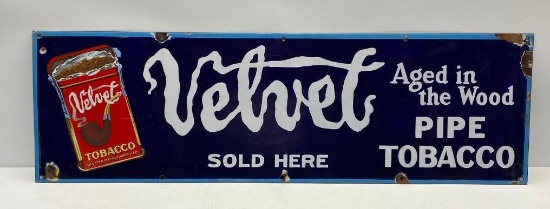 Velvet
TOBACCO
Velvet
SOLD HERE
Aged in
the Wood
PIPE
TOBACCO